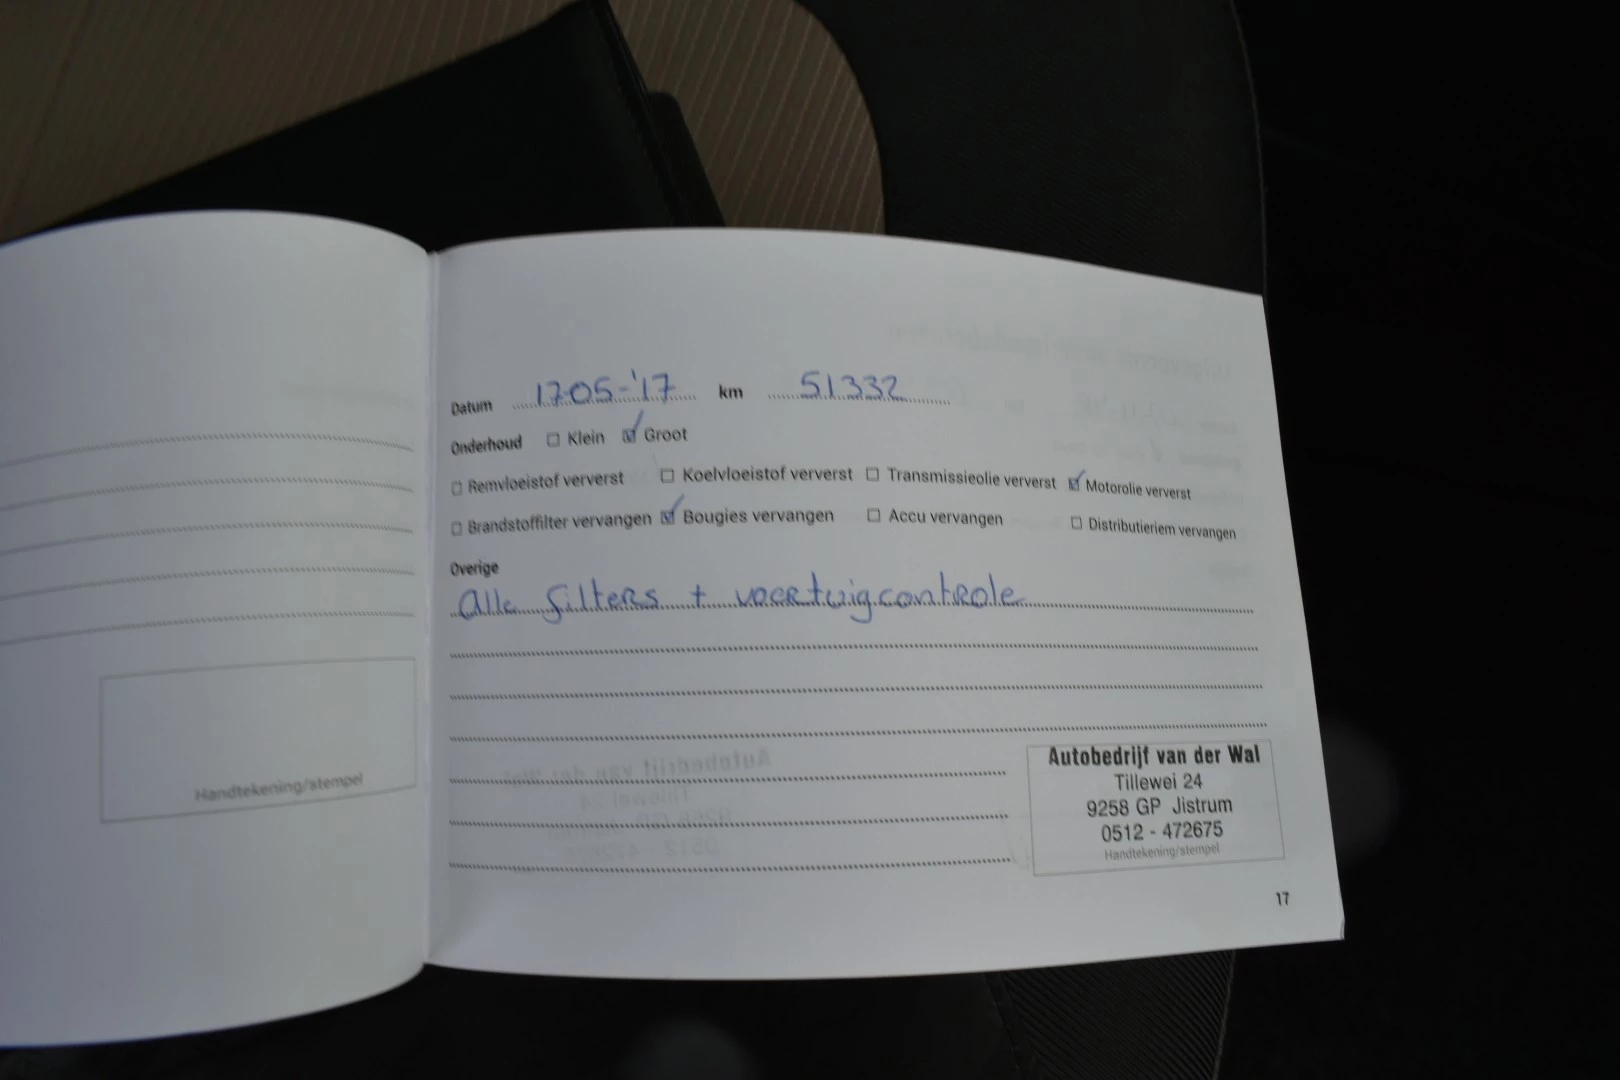 Handtekening/stempel
Datum 17-05-'17 km 51332
Onderhoud ☐ Klein ☑ Groot
☐ Remvloeistof ververst ☐ Koelvloeistof ververst ☐ Transmissieolie ververst ☑ Motorolie ververst
☐ Brandstoffilter vervangen ☑ Bougies vervangen ☐ Accu vervangen ☐ Distributieriem vervangen
Overige
Alle filters + voertuigcontrole
Autobedrijf van der Wal
Tillewei 24
9258 GP Jistrum
0512 - 472675
Handtekening/stempel
17